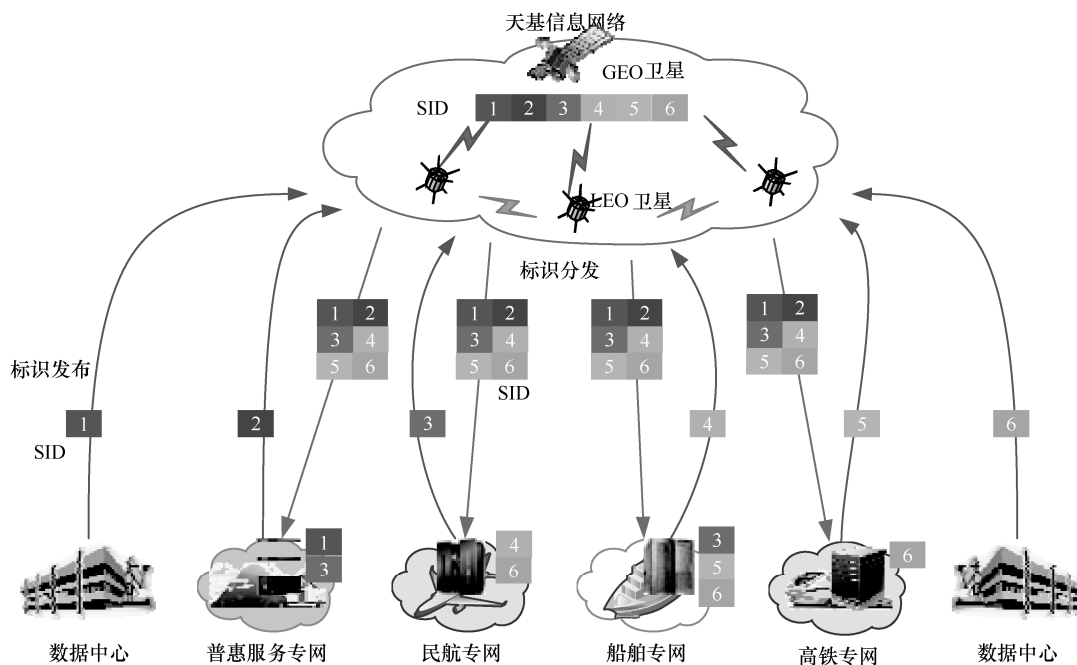 天基信息网络
GEO卫星
SID
1 2 3 4 5 6
LEO卫星
标识分发
1 2
3 4
5 6
1 2
3 4
5 6
SID
1 2
3 4
5 6
1 2
3 4
5 6
标识发布
1
SID
2
3
4
5
6
1
3
4
6
3
5
6
6
数据中心
普惠服务专网
民航专网
船舶专网
高铁专网
数据中心